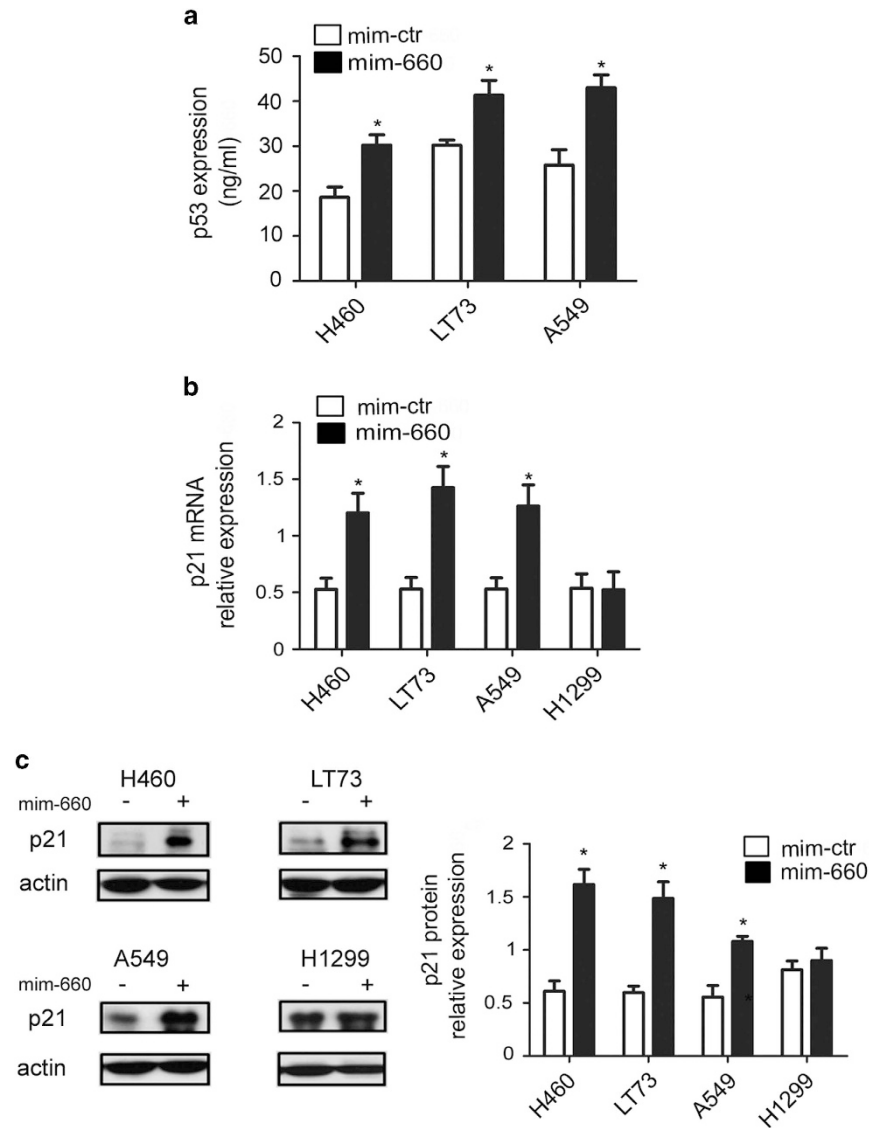 a
mim-ctr
mim-660
50
40
30
20
10
0
p53 expression
(ng/ml)
*
*
*
H460
LT73
A549
b
mim-ctr
mim-660
2
1.5
1
0.5
0
p21 mRNA
relative expression
*
*
*
H460
LT73
A549
H1299
c
H460
mim-660 - +
p21
actin
LT73
- +
A549
mim-660 - +
p21
actin
H1299
- +
mim-ctr
mim-660
2
1.5
1
0.5
0
p21 protein
relative expression
*
*
*
*
H460
LT73
A549
H1299